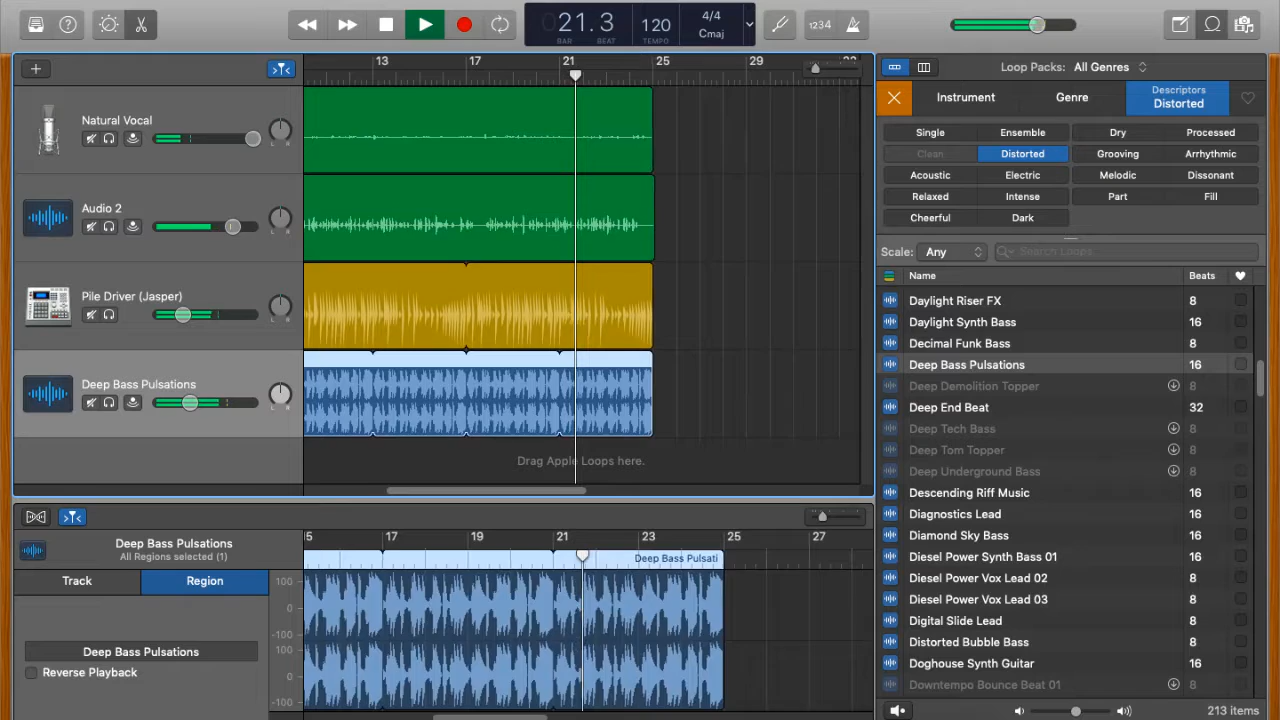 21.3
BAR BEAT
120
TEMPO
4/4
Cmaj
1234
13 17 21 25
Natural Vocal
Audio 2
Pile Driver (Jasper)
Deep Bass Pulsations
Drag Apple Loops here.
Deep Bass Pulsations
All Regions selected (1)
Track
Region
Deep Bass Pulsations
Reverse Playback
17 19 21 23 25 27
Deep Bass Pulsati
100
0
-100
100
0
-100
Loop Packs: All Genres
Instrument
Genre
Descriptors
Distorted
Single Ensemble Dry Processed
Clean Distorted Grooving Arrhythmic
Acoustic Electric Melodic Dissonant
Relaxed Intense Part Fill
Cheerful Dark
Scale: Any Search Loops
Name Beats
Daylight Riser FX 8
Daylight Synth Bass 16
Decimal Funk Bass 8
Deep Bass Pulsations 16
Deep Demolition Topper 8
Deep End Beat 32
Deep Tech Bass 8
Deep Tom Topper 8
Deep Underground Bass 8
Descending Riff Music 16
Diagnostics Lead 8
Diamond Sky Bass 16
Diesel Power Synth Bass 01 16
Diesel Power Vox Lead 02 8
Diesel Power Vox Lead 03 8
Digital Slide Lead 8
Distorted Bubble Bass 8
Doghouse Synth Guitar 16
Downtempo Bounce Beat 01 8
213 items